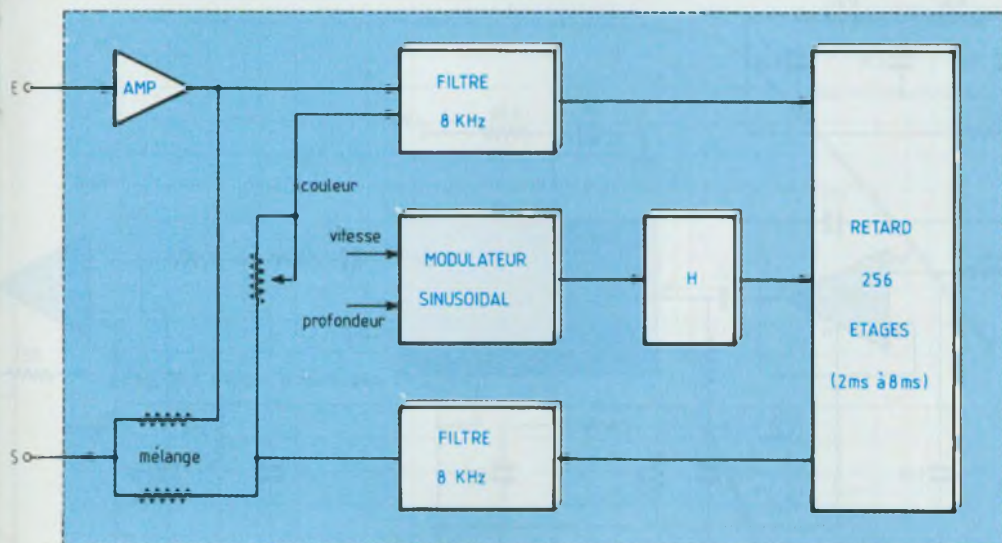 E
AMP
FILTRE
8 KHz
couleur
vitesse
profondeur
MODULATEUR
SINUSOIDAL
H
RETARD
256
ETAGES
(2ms à 8ms)
S
mélange
FILTRE
8 KHz